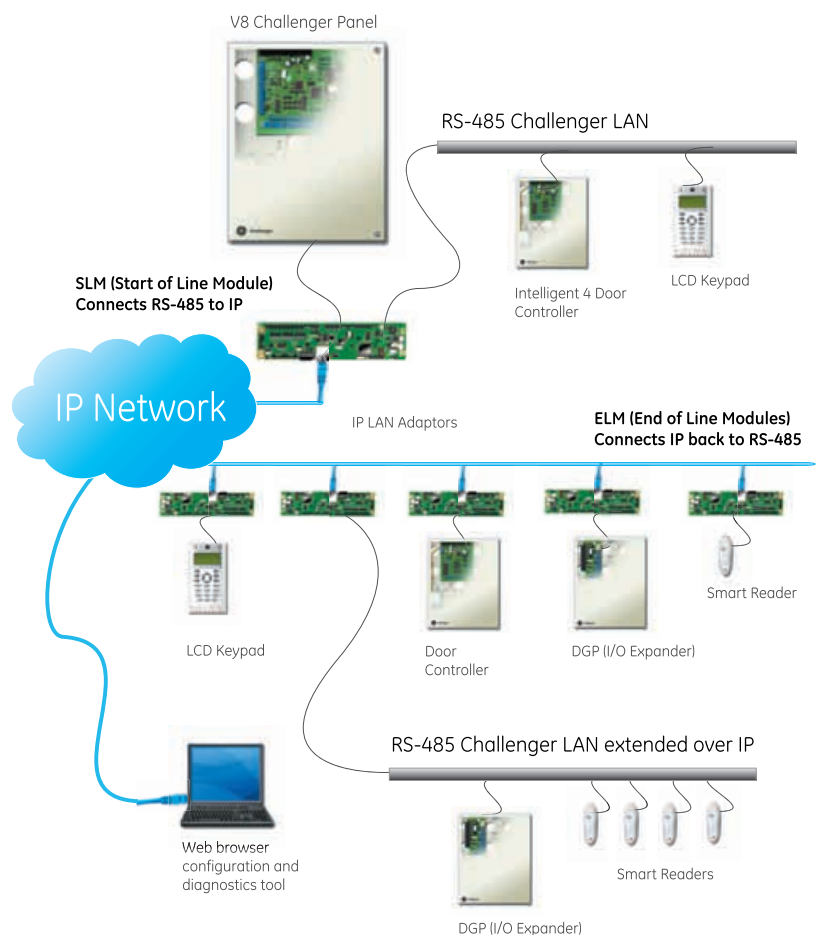 V8 Challenger Panel
RS-485 Challenger LAN
Intelligent 4 Door
Controller
LCD Keypad
SLM (Start of Line Module)
Connects RS-485 to IP
IP Network
IP LAN Adaptors
ELM (End of Line Modules)
Connects IP back to RS-485
LCD Keypad
Door
Controller
DGP (I/O Expander)
Smart Reader
RS-485 Challenger LAN extended over IP
Web browser
configuration and
diagnostics tool
DGP (I/O Expander)
Smart Readers